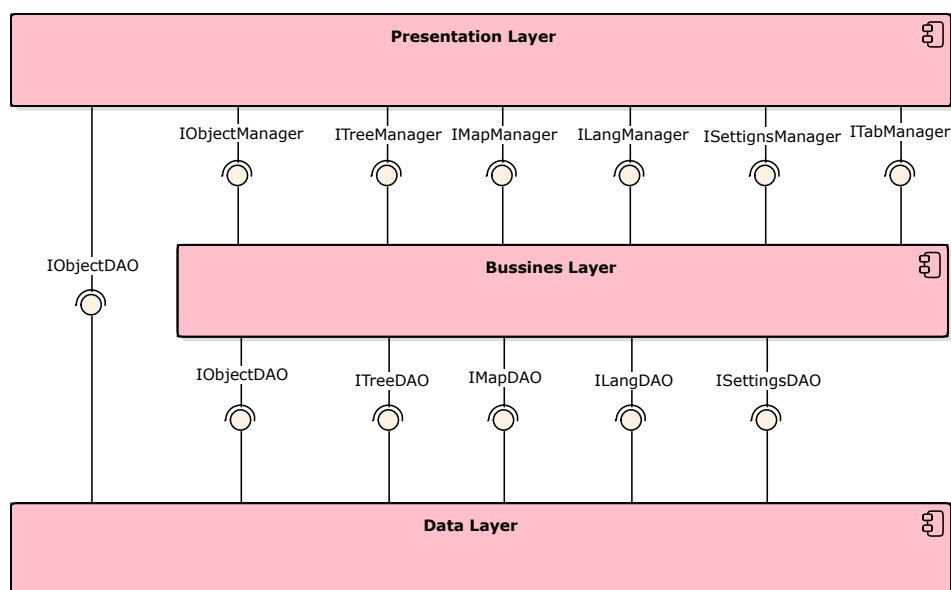 Presentation Layer
IObjectManager
ITreeManager
IMapManager
ILangManager
ISettignsManager
ITabManager
IObjectDAO
Bussines Layer
IObjectDAO
ITreeDAO
IMapDAO
ILangDAO
ISettingsDAO
Data Layer